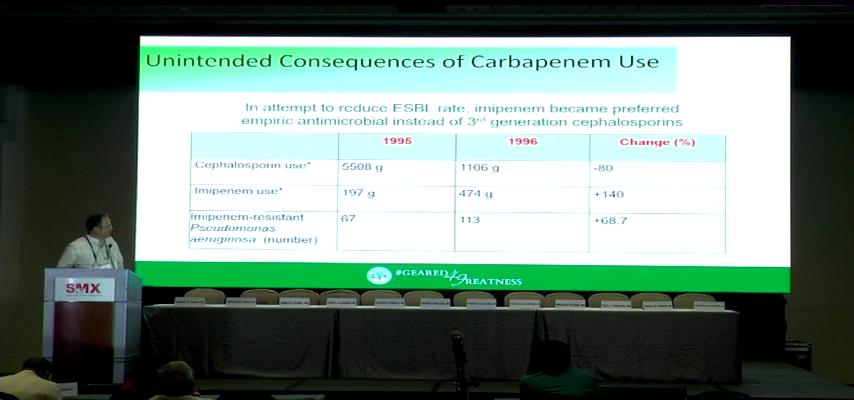 Unintended Consequences of Carbapenem Use
In attempt to reduce ESBL rate, imipenem became preferred
empiric antimicrobial instead of 3rd generation cephalosporins
1995 1996 Change (%)
Cephalosporin use* 5508 g 1106 g -80
Imipenem use* 197 g 474 g +140
Imipenem-resistant 67 113 +68.7
Pseudomonas
aeruginosa (number)
#GEARED49REATNESS
SMX